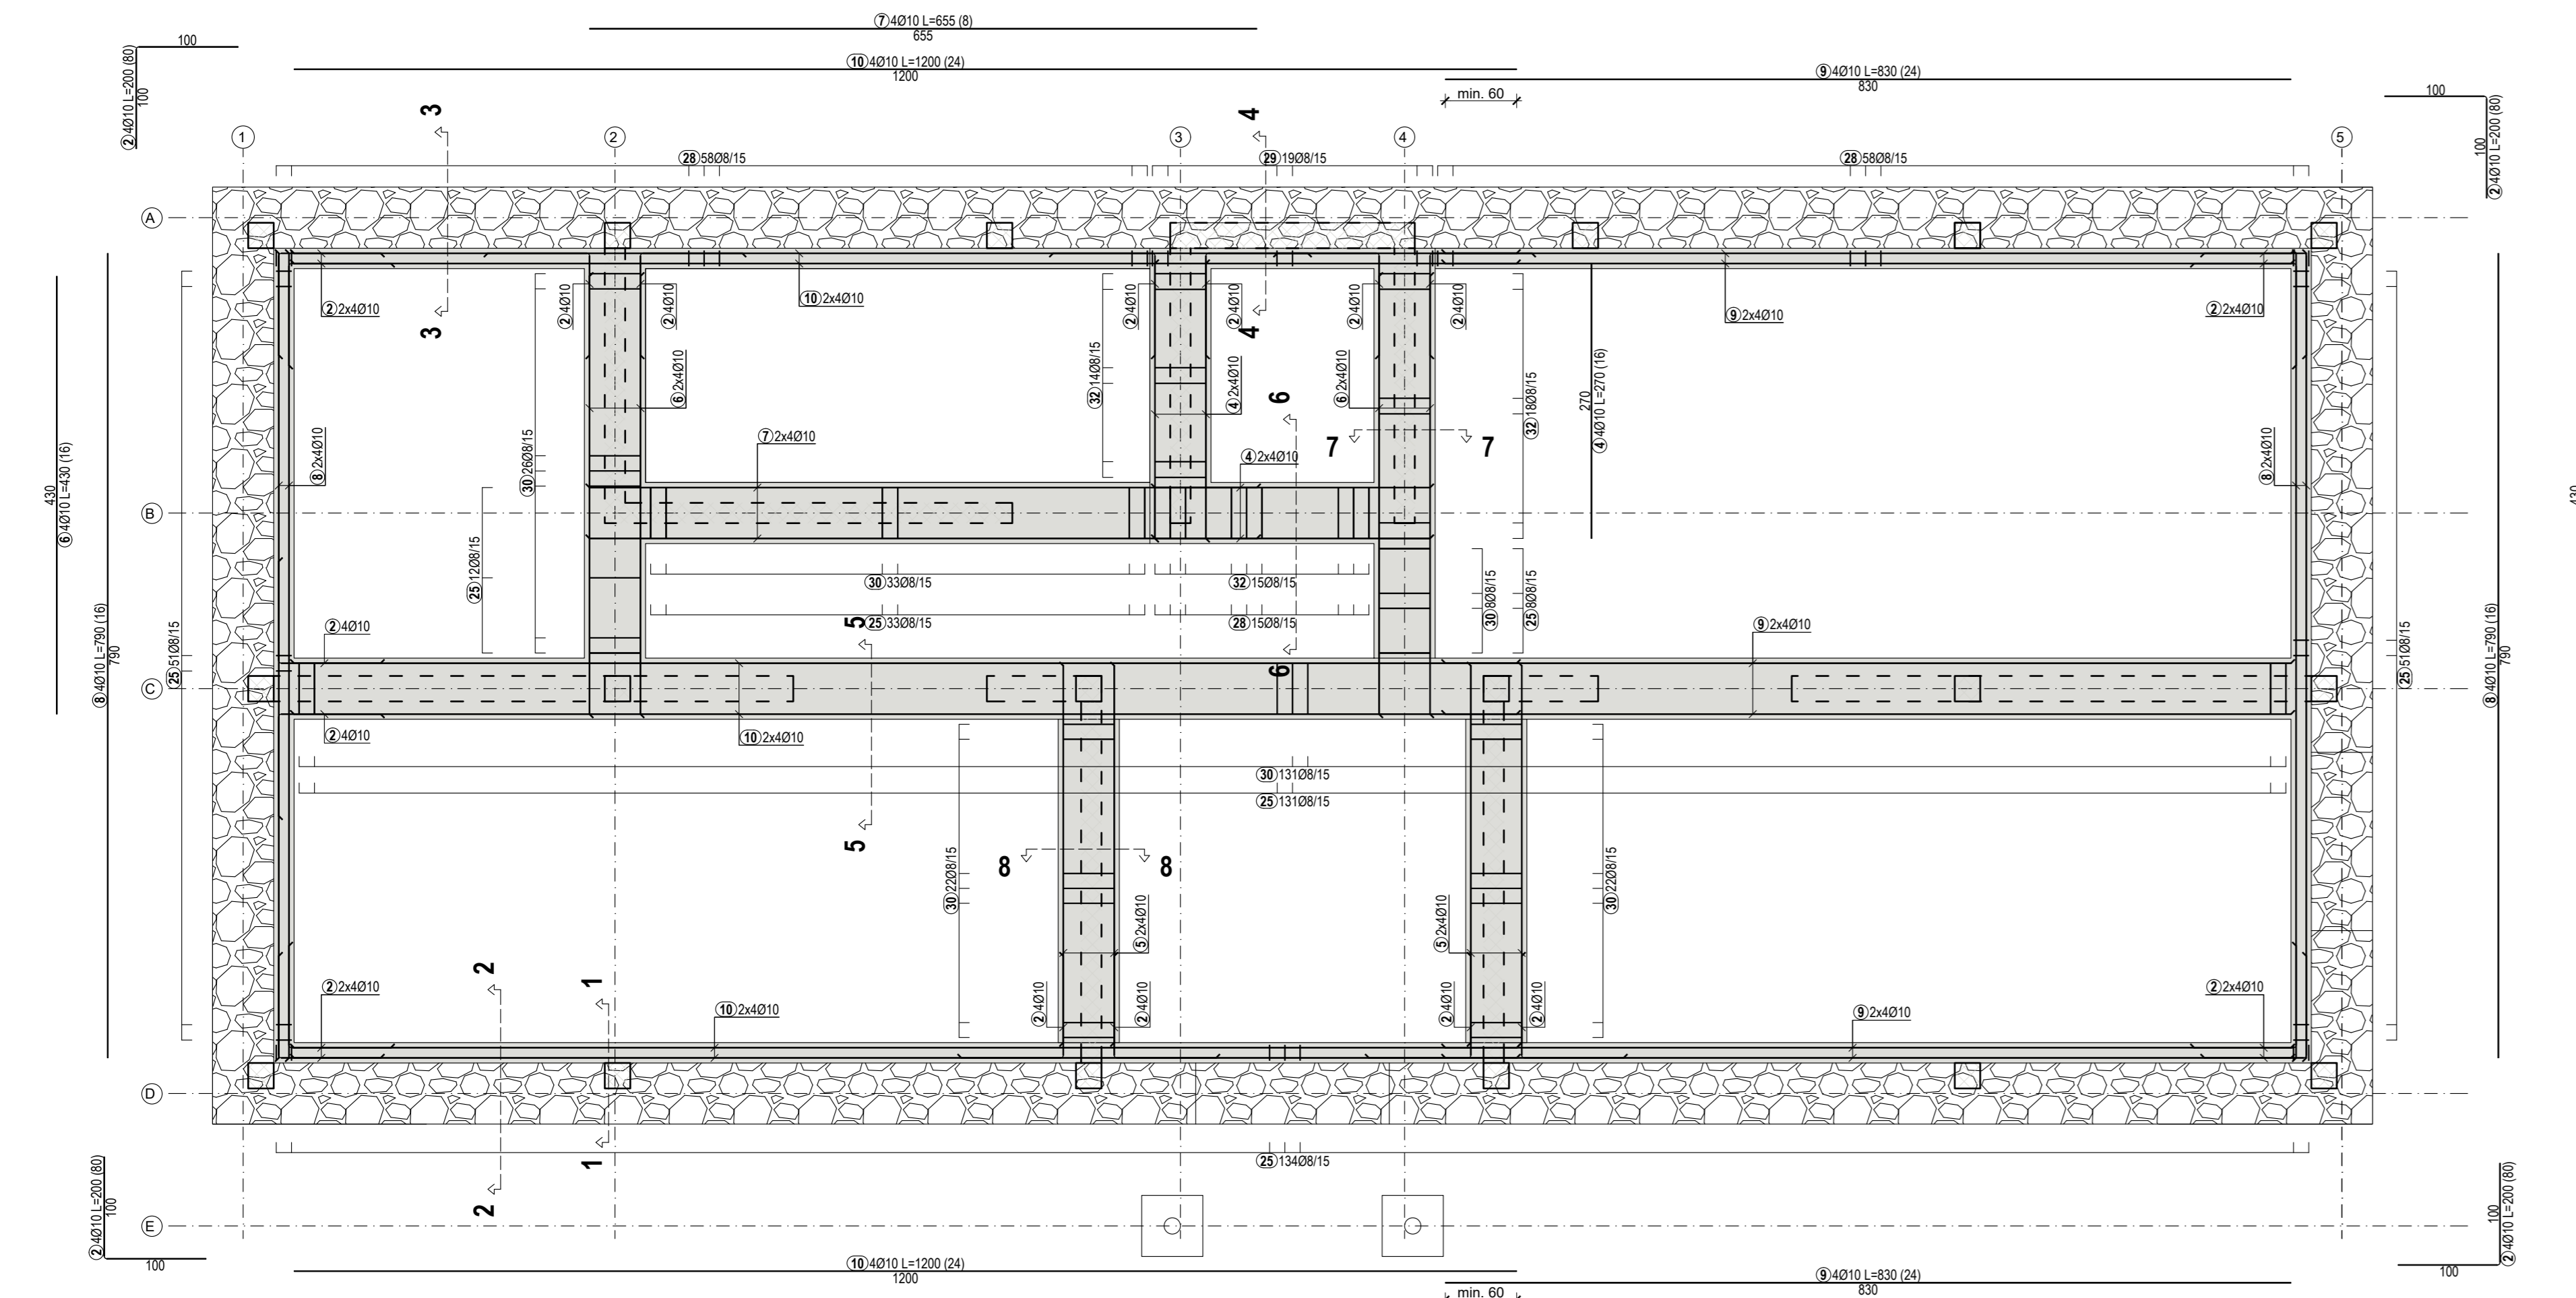 ⑦4Ø10 L=655 (8)
655
100
②4Ø10 L=200 (80)
100
⑩4Ø10 L=1200 (24)
1200
⑨4Ø10 L=830 (24)
830
min. 60
100
100
②4Ø10 L=200 (80)
3
4
1
2
3
4
5
㉘58Ø8/15
㉙19Ø8/15
㉘58Ø8/15
A
②2x4Ø10
②4Ø10
②4Ø10
⑩2x4Ø10
②4Ø10
②4Ø10
②4Ø10
②4Ø10
⑨2x4Ø10
②2x4Ø10
3
4
⑥2x4Ø10
㉜14Ø8/15
④2x4Ø10
⑥2x4Ø10
㉜18Ø8/15
270
④4Ø10 L=270 (16)
6
7
7
⑧2x4Ø10
⑦2x4Ø10
④2x4Ø10
⑧2x4Ø10
430
⑥4Ø10 L=430 (16)
㉚26Ø8/15
430
B
㉕12Ø8/15
㉚33Ø8/15
㉜15Ø8/15
㉚8Ø8/15
㉕8Ø8/15
㉕33Ø8/15
㉘15Ø8/15
5
②4Ø10
⑨2x4Ø10
⑧4Ø10 L=790 (16)
790
㉕51Ø8/15
㉕51Ø8/15
⑧4Ø10 L=790 (16)
790
6
C
②4Ø10
⑩2x4Ø10
㉚131Ø8/15
㉕131Ø8/15
5
8
8
㉚22Ø8/15
㉚22Ø8/15
⑤2x4Ø10
⑤2x4Ø10
2
1
②2x4Ø10
⑩2x4Ø10
②4Ø10
②4Ø10
②4Ø10
②4Ø10
⑨2x4Ø10
②2x4Ø10
D
1
2
㉕134Ø8/15
②4Ø10 L=200 (80)
100
100
E
100
②4Ø10 L=200 (80)
100
⑩4Ø10 L=1200 (24)
1200
⑨4Ø10 L=830 (24)
830
min. 60